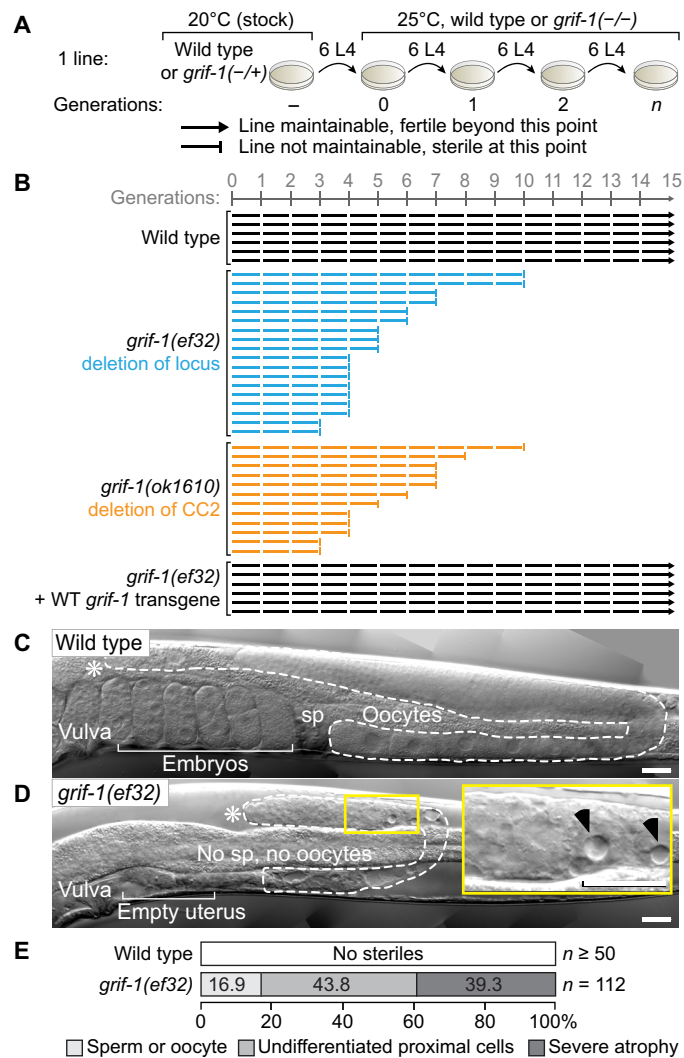 A
20°C (stock)
25°C, wild type or grif-1(−/−)
1 line:
Wild type
or grif-1(−/+)
6 L4
6 L4
6 L4
6 L4
Generations:
–
0
1
2
n
Line maintainable, fertile beyond this point
Line not maintainable, sterile at this point
B
Generations:
0 1 2 3 4 5 6 7 8 9 10 11 12 13 14 15
Wild type
grif-1(ef32)
deletion of locus
grif-1(ok1610)
deletion of CC2
grif-1(ef32)
+ WT grif-1 transgene
C
Wild type
*
sp
Oocytes
Vulva
Embryos
D
grif-1(ef32)
*
No sp, no oocytes
Vulva
Empty uterus
E
Wild type
No steriles
n ≥ 50
grif-1(ef32)
16.9
43.8
39.3
n = 112
0 20 40 60 80 100%
Sperm or oocyte
Undifferentiated proximal cells
Severe atrophy